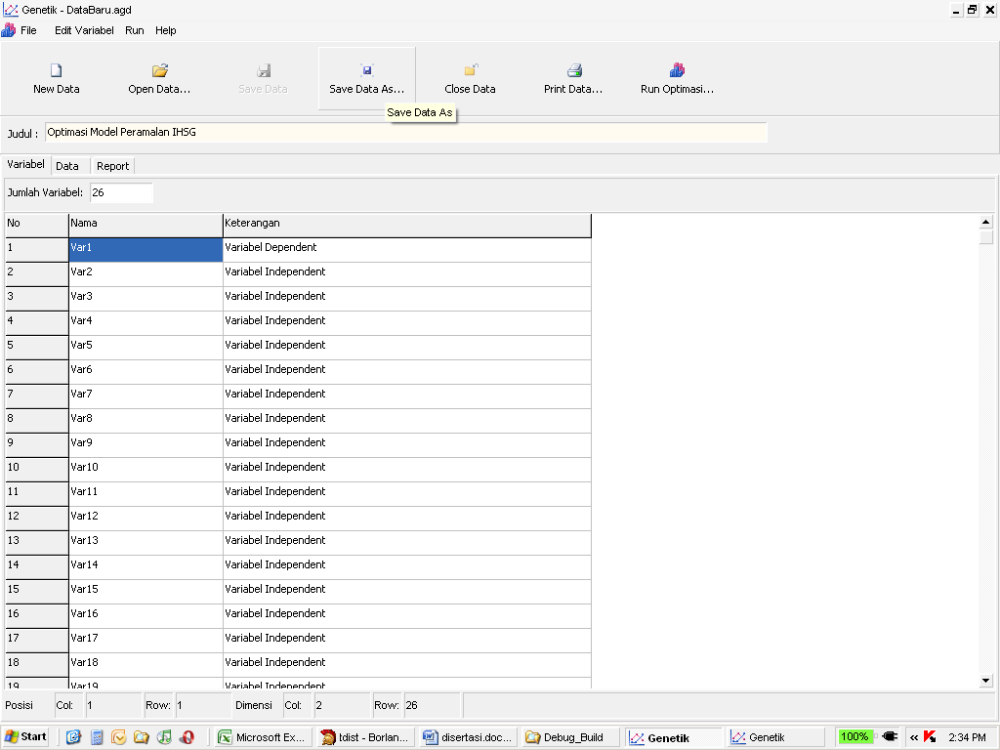 Genetik - DataBaru.agd
File Edit Variabel Run Help
New Data Open Data... Save Data Save Data As... Close Data Print Data... Run Optimasi...
Save Data As
Judul : Optimasi Model Peramalan IHSG
Variabel Data Report
Jumlah Variabel: 26
No Nama Keterangan
1 Var1 Variabel Dependent
2 Var2 Variabel Independent
3 Var3 Variabel Independent
4 Var4 Variabel Independent
5 Var5 Variabel Independent
6 Var6 Variabel Independent
7 Var7 Variabel Independent
8 Var8 Variabel Independent
9 Var9 Variabel Independent
10 Var10 Variabel Independent
11 Var11 Variabel Independent
12 Var12 Variabel Independent
13 Var13 Variabel Independent
14 Var14 Variabel Independent
15 Var15 Variabel Independent
16 Var16 Variabel Independent
17 Var17 Variabel Independent
18 Var18 Variabel Independent
19 Var19 Variabel Independent
Posisi Col: 1 Row: 1 Dimensi Col: 2 Row: 26
Start Microsoft Ex... tdist - Borlan... disertasi.doc... Debug_Build Genetik Genetik 100% « 2:34 PM